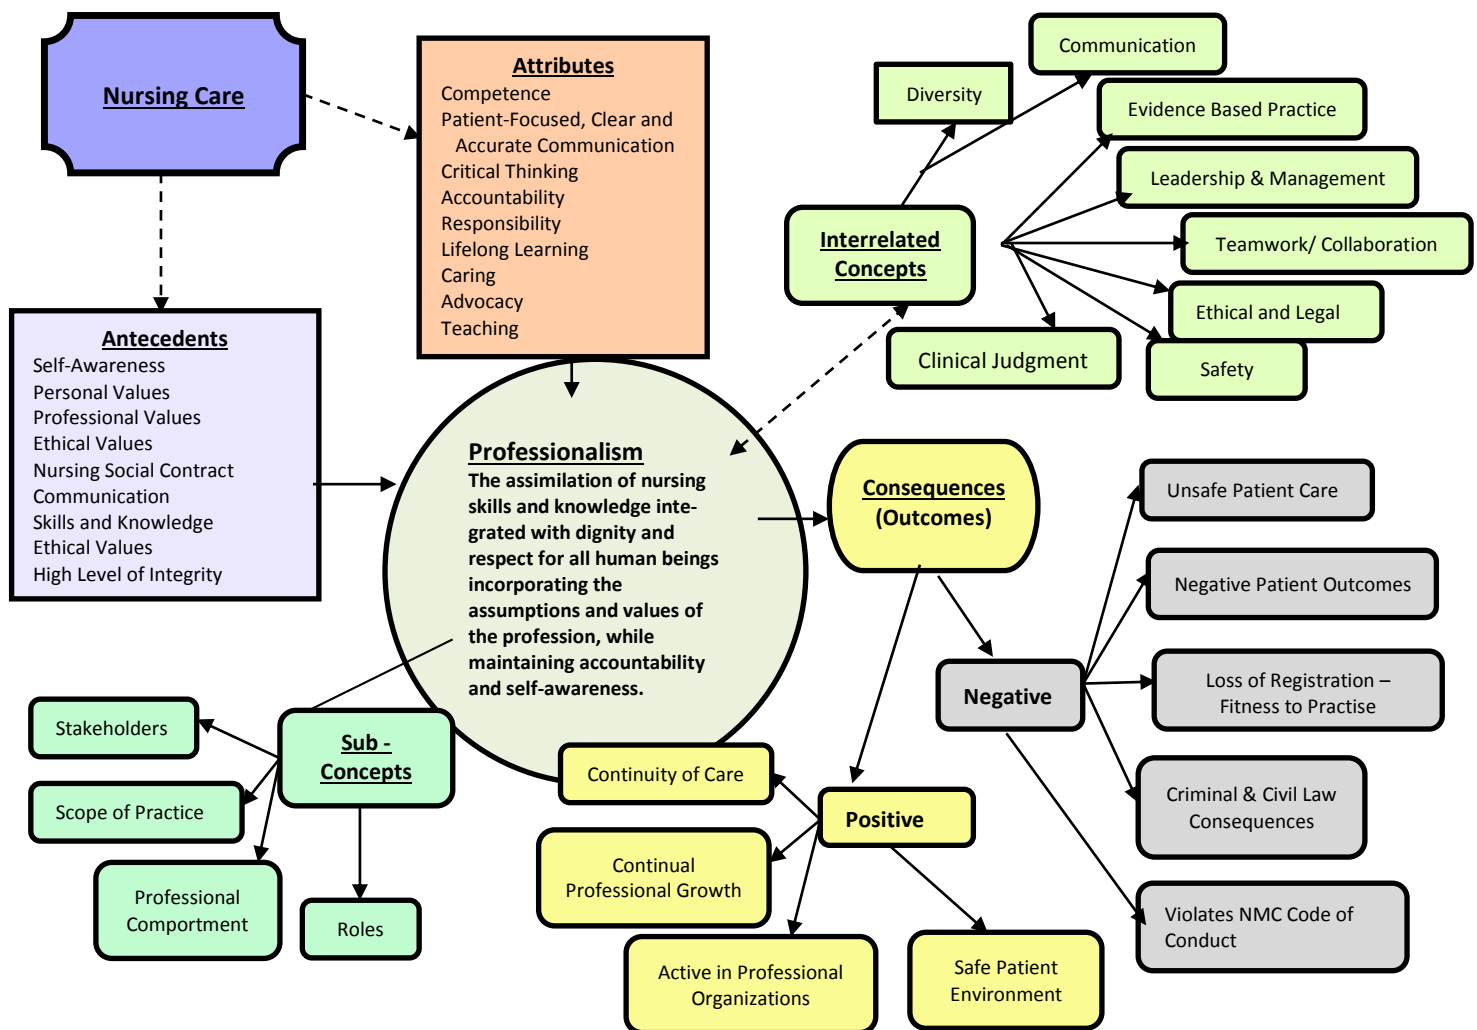 Nursing Care
Attributes
Competence
Patient-Focused, Clear and
Accurate Communication
Critical Thinking
Accountability
Responsibility
Lifelong Learning
Caring
Advocacy
Teaching
Communication
Diversity
Evidence Based Practice
Leadership & Management
Interrelated
Concepts
Teamwork/ Collaboration
Ethical and Legal
Clinical Judgment
Safety
Antecedents
Self-Awareness
Personal Values
Professional Values
Ethical Values
Nursing Social Contract
Communication
Skills and Knowledge
Ethical Values
High Level of Integrity
Professionalism
The assimilation of nursing
skills and knowledge inte-
grated with dignity and
respect for all human beings
incorporating the
assumptions and values of
the profession, while
maintaining accountability
and self-awareness.
Consequences
(Outcomes)
Unsafe Patient Care
Negative Patient Outcomes
Negative
Loss of Registration –
Fitness to Practise
Criminal & Civil Law
Consequences
Violates NMC Code of
Conduct
Stakeholders
Sub -
Concepts
Scope of Practice
Professional
Comportment
Roles
Continuity of Care
Positive
Continual
Professional Growth
Active in Professional
Organizations
Safe Patient
Environment